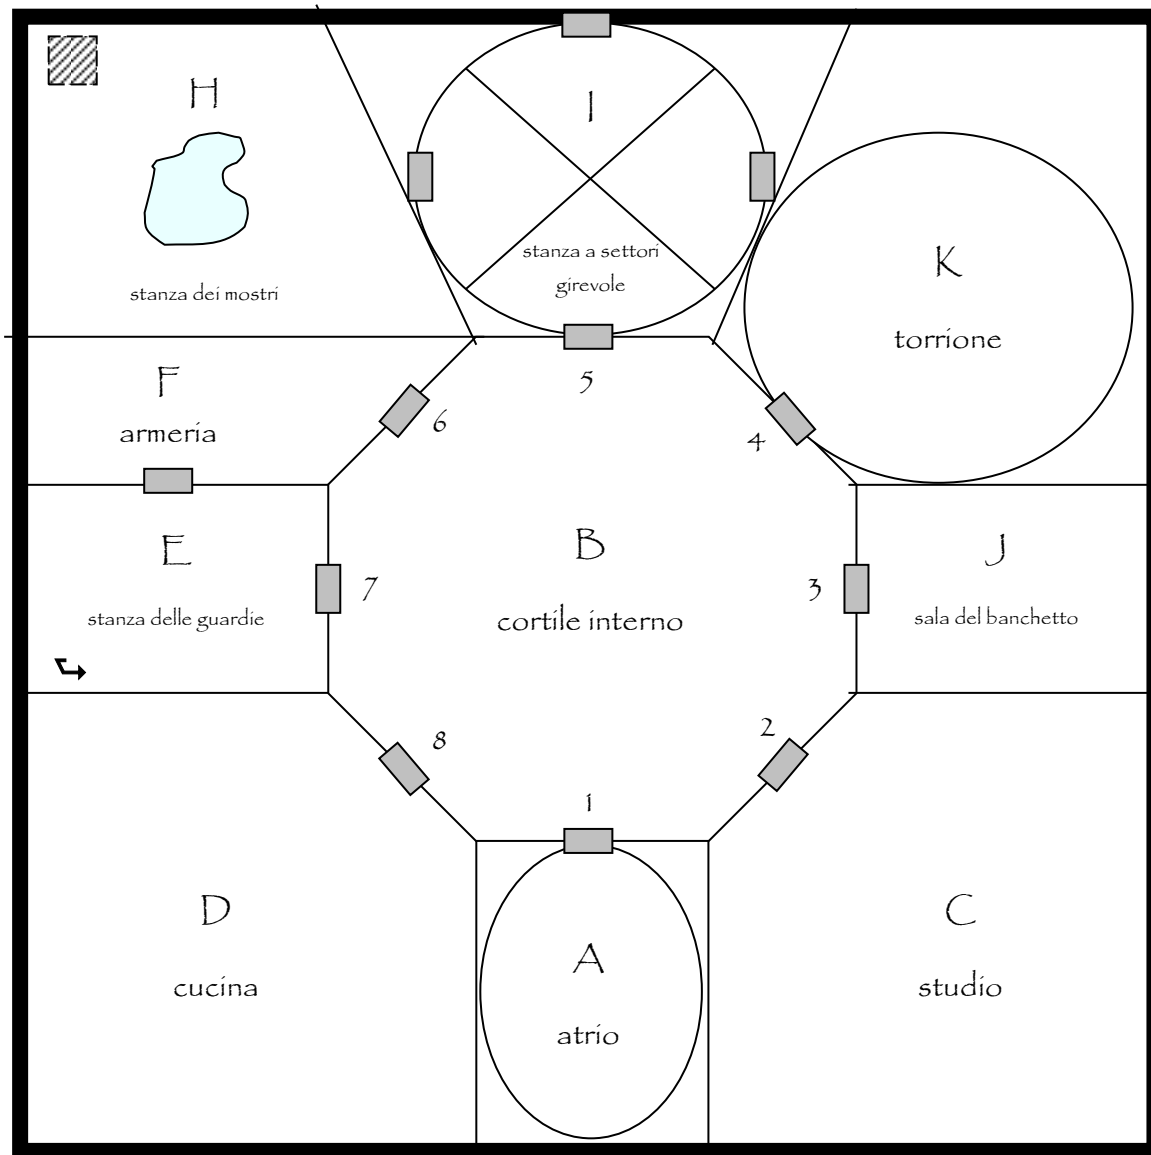 H
I
stanza a settori
girevole
stanza dei mostri
K
torrione
F
armeria
5
6
4
E
stanza delle guardie
7
B
cortile interno
3
J
sala del banchetto
8
2
1
D
cucina
A
atrio
C
studio